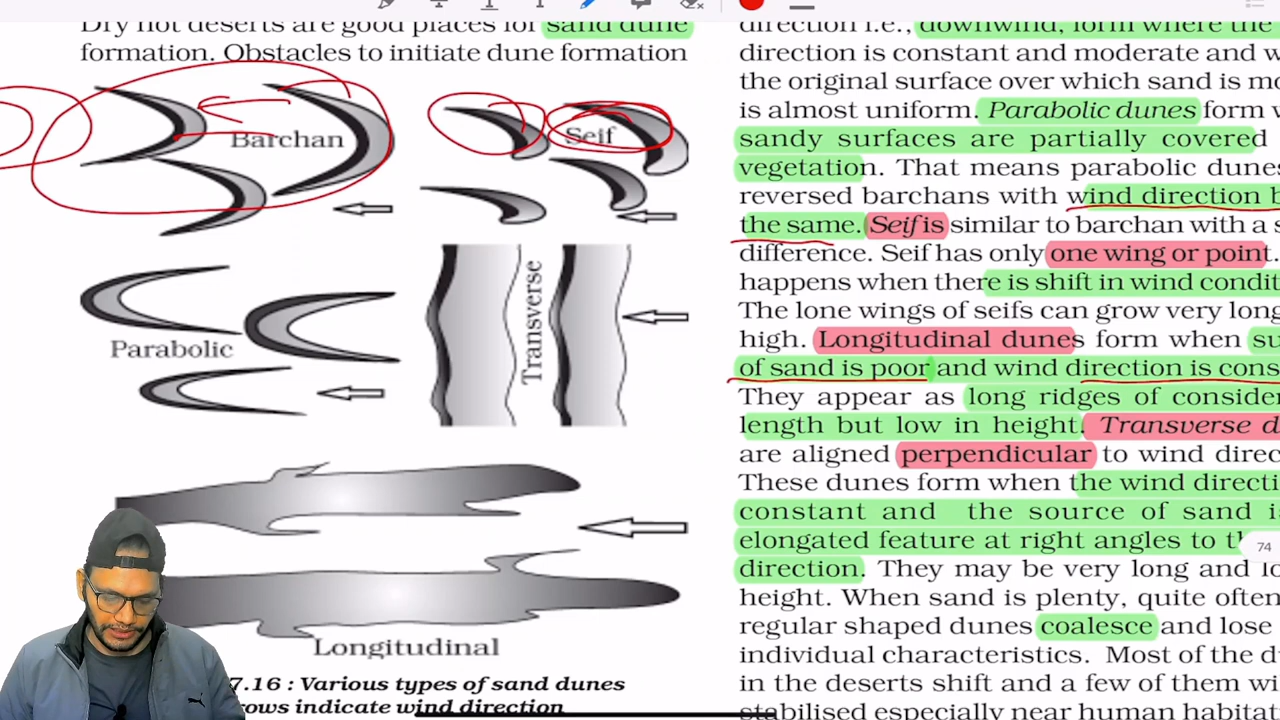 Dry hot deserts are good places for sand dune
formation. Obstacles to initiate dune formation
Barchan
Seif
Parabolic
Transverse
Longitudinal
7.16 : Various types of sand dunes
rows indicate wind direction
direction i.e., downwind, form where the
direction is constant and moderate and w
the original surface over which sand is mo
is almost uniform. Parabolic dunes form w
sandy surfaces are partially covered
vegetation. That means parabolic dunes
reversed barchans with wind direction b
the same. Seif is similar to barchan with a s
difference. Seif has only one wing or point.
happens when there is shift in wind condit
The lone wings of seifs can grow very long
high. Longitudinal dunes form when su
of sand is poor and wind direction is cons
They appear as long ridges of consider
length but low in height. Transverse d
are aligned perpendicular to wind direc
These dunes form when the wind directi
constant and the source of sand is
elongated feature at right angles to t
74
direction. They may be very long and lo
height. When sand is plenty, quite often
regular shaped dunes coalesce and lose
individual characteristics. Most of the du
in the deserts shift and a few of them wi
stabilised especially near human habitat